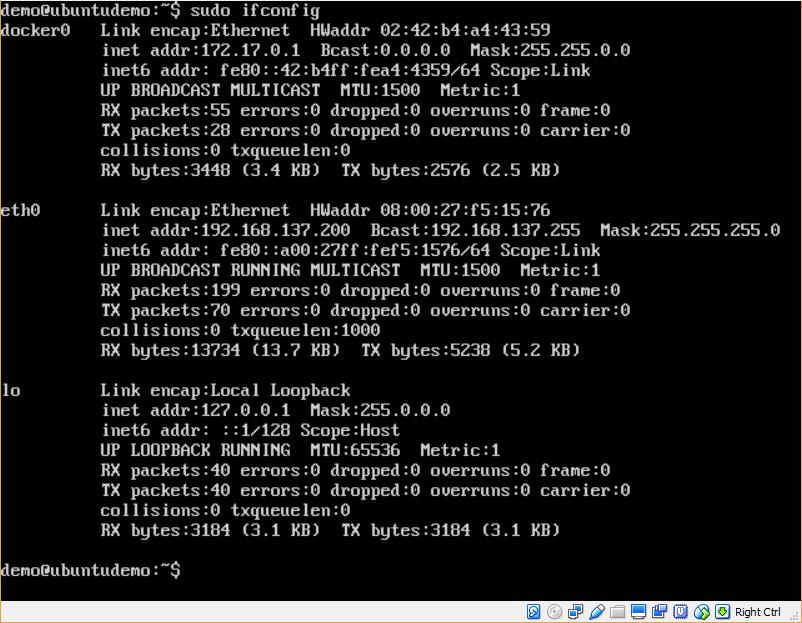 demo@ubuntudemo:~$ sudo ifconfig
docker0   Link encap:Ethernet  HWaddr 02:42:b4:a4:43:59
          inet addr:172.17.0.1  Bcast:0.0.0.0  Mask:255.255.0.0
          inet6 addr: fe80::42:b4ff:fea4:4359/64 Scope:Link
          UP BROADCAST MULTICAST  MTU:1500  Metric:1
          RX packets:55 errors:0 dropped:0 overruns:0 frame:0
          TX packets:28 errors:0 dropped:0 overruns:0 carrier:0
          collisions:0 txqueuelen:0
          RX bytes:3448 (3.4 KB)  TX bytes:2576 (2.5 KB)

eth0      Link encap:Ethernet  HWaddr 08:00:27:f5:15:76
          inet addr:192.168.137.200  Bcast:192.168.137.255  Mask:255.255.255.0
          inet6 addr: fe80::a00:27ff:fef5:1576/64 Scope:Link
          UP BROADCAST RUNNING MULTICAST  MTU:1500  Metric:1
          RX packets:199 errors:0 dropped:0 overruns:0 frame:0
          TX packets:70 errors:0 dropped:0 overruns:0 carrier:0
          collisions:0 txqueuelen:1000
          RX bytes:13734 (13.7 KB)  TX bytes:5238 (5.2 KB)

lo        Link encap:Local Loopback
          inet addr:127.0.0.1  Mask:255.0.0.0
          inet6 addr: ::1/128 Scope:Host
          UP LOOPBACK RUNNING  MTU:65536  Metric:1
          RX packets:40 errors:0 dropped:0 overruns:0 frame:0
          TX packets:40 errors:0 dropped:0 overruns:0 carrier:0
          collisions:0 txqueuelen:0
          RX bytes:3184 (3.1 KB)  TX bytes:3184 (3.1 KB)

demo@ubuntudemo:~$
Right Ctrl